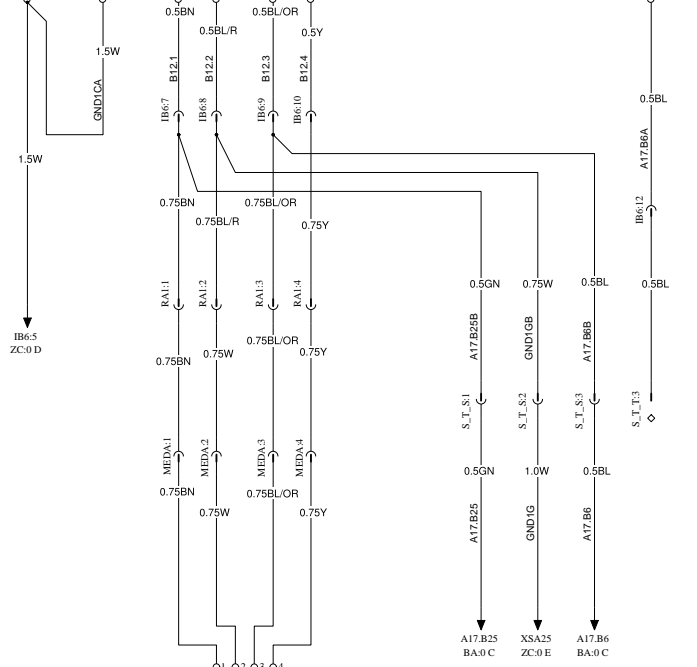 0.5BN
0.5BL/R
0.5BL/OR
0.5Y
1.5W
GND1CA
B12.1
B12.2
B12.3
B12.4
0.5BL
IB6:7
IB6:8
IB6:9
IB6:10
A17.B6A
1.5W
0.75BN
0.75BL/R
0.75BL/OR
0.75Y
IB6:12
RA1:1
RA1:2
RA1:3
RA1:4
0.5GN
0.75W
0.5BL
0.5BL
IB6:5
ZC:0 D
0.75BN
0.75W
0.75BL/OR
0.75Y
A17.B25B
GND1GB
A17.B6B
S_T_S:1
S_T_S:2
S_T_S:3
S_T_T:3
MEDA:1
MEDA:2
MEDA:3
MEDA:4
0.5GN
1.0W
0.5BL
0.75BN
0.75W
0.75BL/OR
0.75Y
A17.B25
GND1G
A17.B6
A17.B25
BA:0 C
XSA25
ZC:0 E
A17.B6
BA:0 C
1
2
3
4